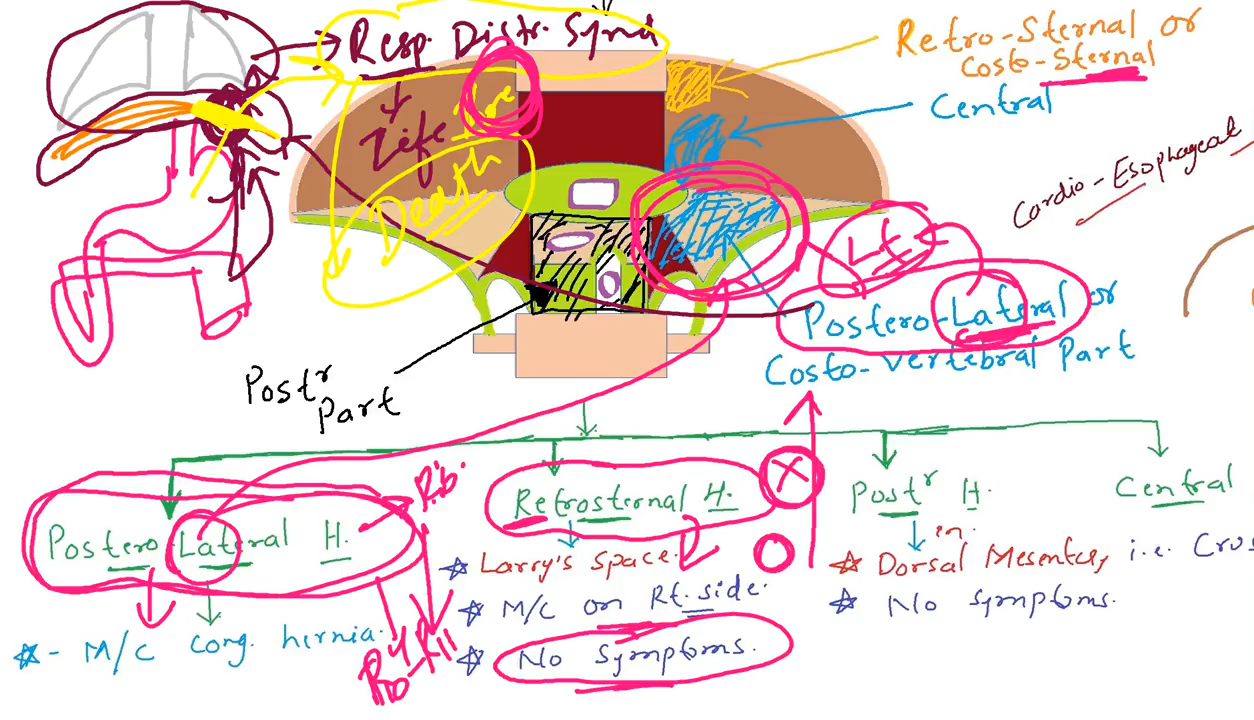 Resp. Distr. Synd
Retro-Sternal or
Costo-Sternal
Central
Life
Death
Cardio-Esophageal
Lt
Postero-Lateral or
Costo-Vertebral Part
Postr
Part
Postero-Lateral H.
Retrosternal H.
Postr H.
Central
Larry's space.
in
Dorsal Mesentery, i.e. Crus
M/C on Rt. side.
No symptoms.
- M/C cong. hernia.
No symptoms.